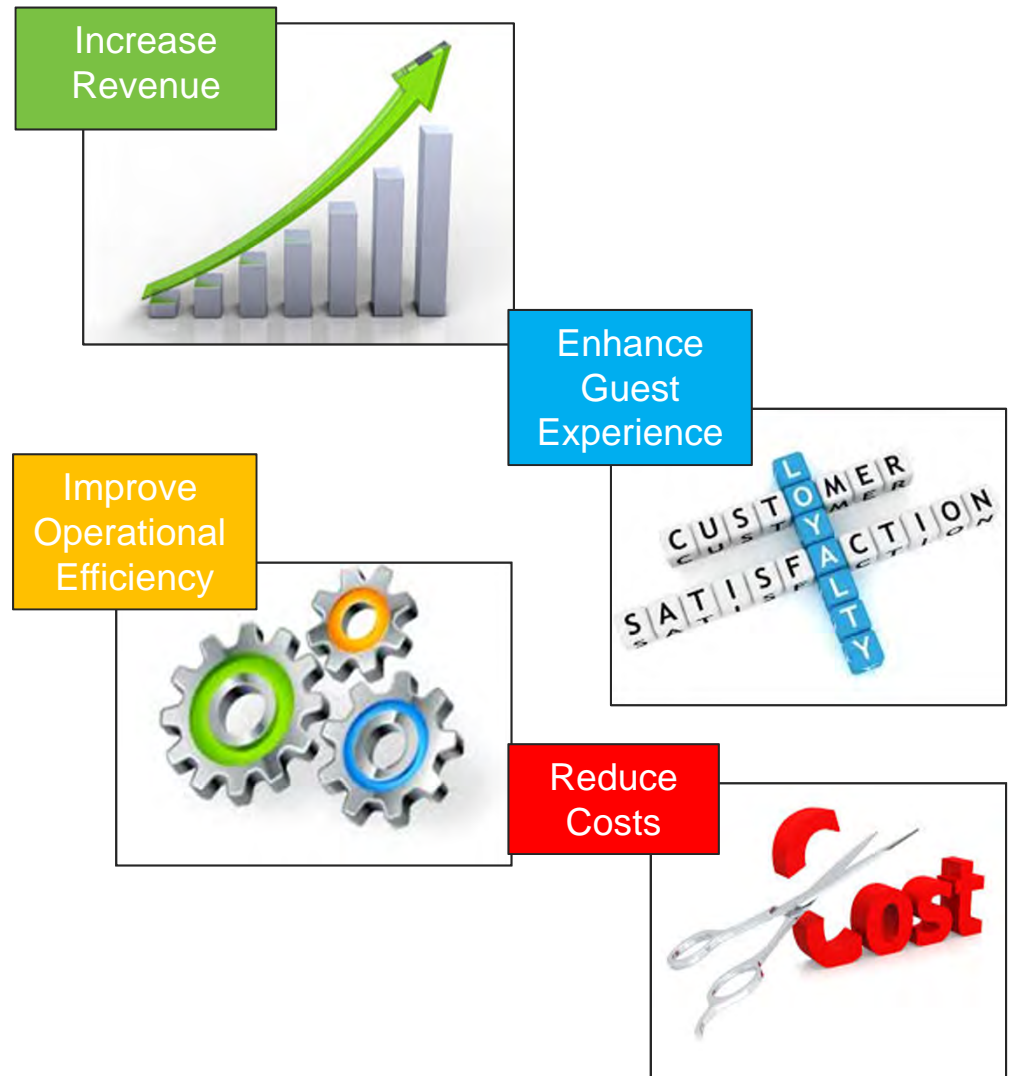 Increase
Revenue
Enhance
Guest
Experience
LOYALTY
CUSTOMER
SATISFACTION
Improve
Operational
Efficiency
Reduce
Costs
Cost